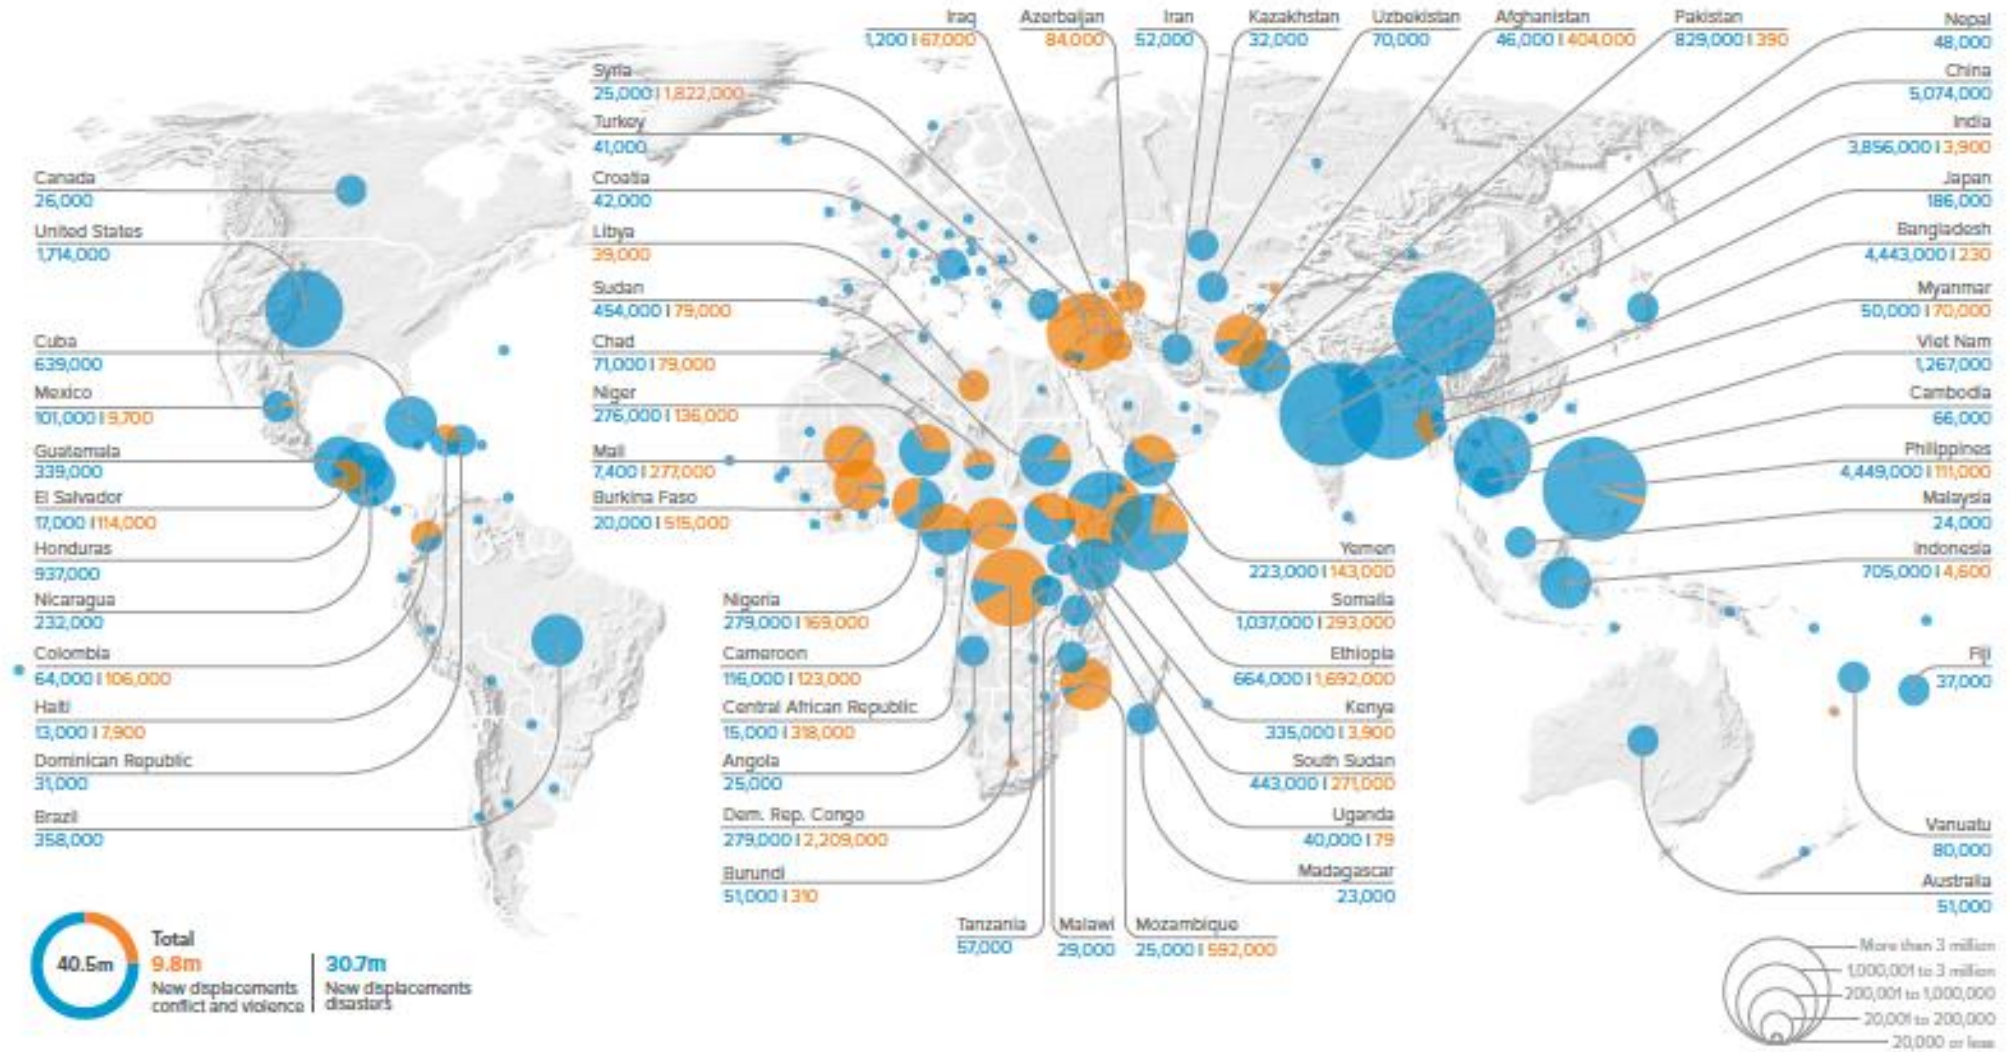 Iraq
1,200 | 67,000
Azerbaijan
84,000
Iran
52,000
Kazakhstan
32,000
Uzbekistan
70,000
Afghanistan
46,000 | 404,000
Pakistan
829,000 | 390
Nepal
48,000
China
5,074,000
India
3,856,000 | 3,900
Japan
186,000
Bangladesh
4,443,000 | 230
Myanmar
50,000 | 70,000
Viet Nam
1,267,000
Cambodia
66,000
Philippines
4,449,000 | 111,000
Malaysia
24,000
Indonesia
705,000 | 4,600
Fiji
37,000
Vanuatu
80,000
Australia
51,000
Syria
25,000 | 1,822,000
Turkey
41,000
Croatia
42,000
Libya
39,000
Sudan
454,000 | 79,000
Chad
71,000 | 79,000
Niger
276,000 | 136,000
Mali
7,400 | 277,000
Burkina Faso
20,000 | 515,000
Canada
26,000
United States
1,714,000
Cuba
639,000
Mexico
101,000 | 9,700
Guatemala
339,000
El Salvador
17,000 | 114,000
Honduras
937,000
Nicaragua
232,000
Colombia
64,000 | 106,000
Haiti
13,000 | 7,900
Dominican Republic
31,000
Brazil
358,000
Nigeria
279,000 | 169,000
Cameroon
116,000 | 123,000
Central African Republic
15,000 | 318,000
Angola
25,000
Dem. Rep. Congo
279,000 | 2,209,000
Burundi
51,000 | 310
Tanzania
57,000
Malawi
29,000
Mozambique
25,000 | 592,000
Yemen
223,000 | 143,000
Somalia
1,037,000 | 293,000
Ethiopia
664,000 | 1,692,000
Kenya
335,000 | 3,900
South Sudan
443,000 | 271,000
Uganda
40,000 | 79
Madagascar
23,000
40.5m
Total
9.8m
New displacements
conflict and violence
30.7m
New displacements
disasters
More than 3 million
1,000,001 to 3 million
200,001 to 1,000,000
20,001 to 200,000
20,000 or less